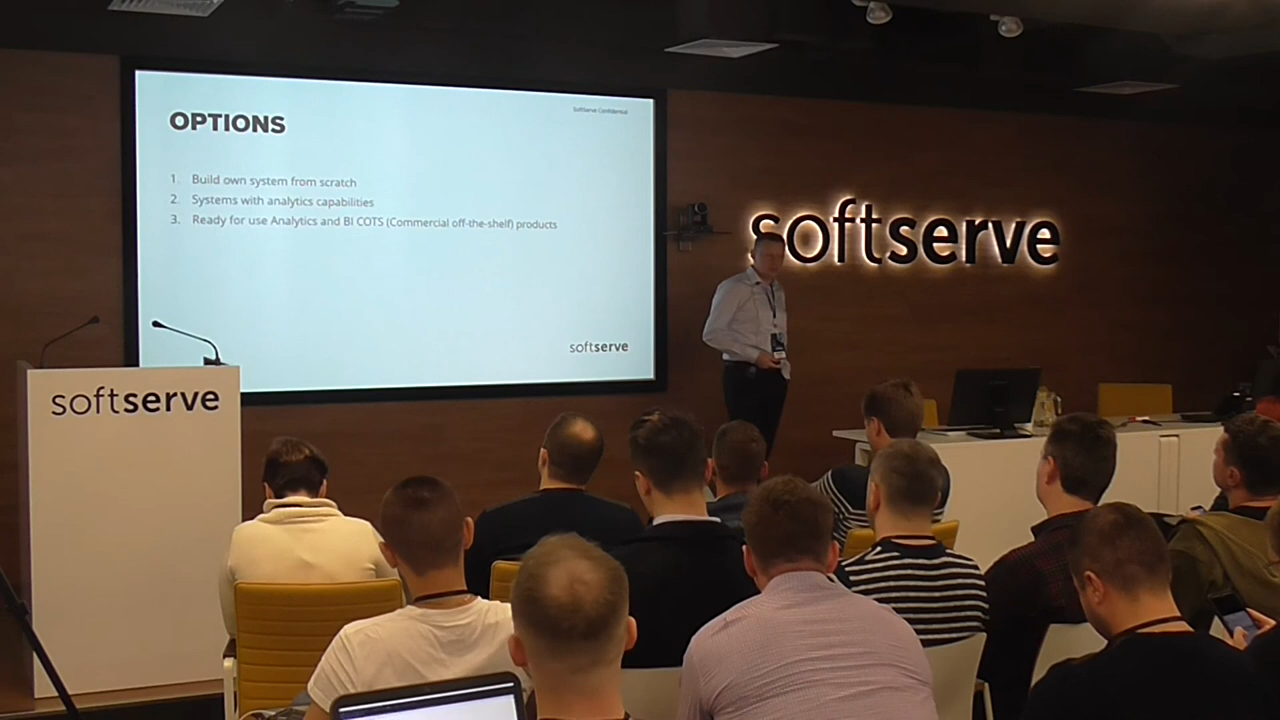 SoftServe Confidential
OPTIONS
1. Build own system from scratch
2. Systems with analytics capabilities
3. Ready for use Analytics and BI COTS (Commercial off-the-shelf) products
softserve
softserve
softserve